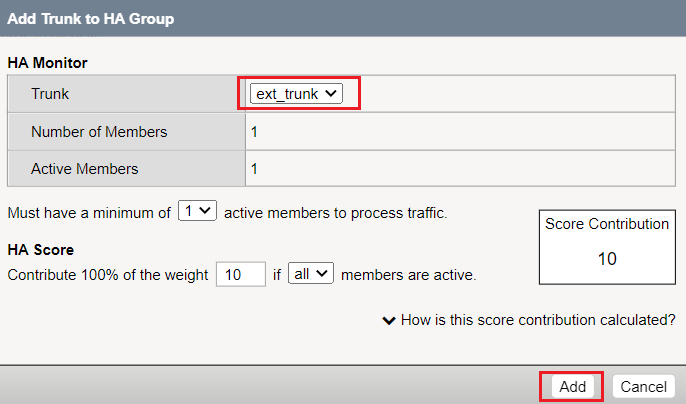 Add Trunk to HA Group
HA Monitor
Trunk ext_trunk
Number of Members 1
Active Members 1
Must have a minimum of 1 active members to process traffic.
Score Contribution
10
HA Score
Contribute 100% of the weight 10 if all members are active.
How is this score contribution calculated?
Add Cancel